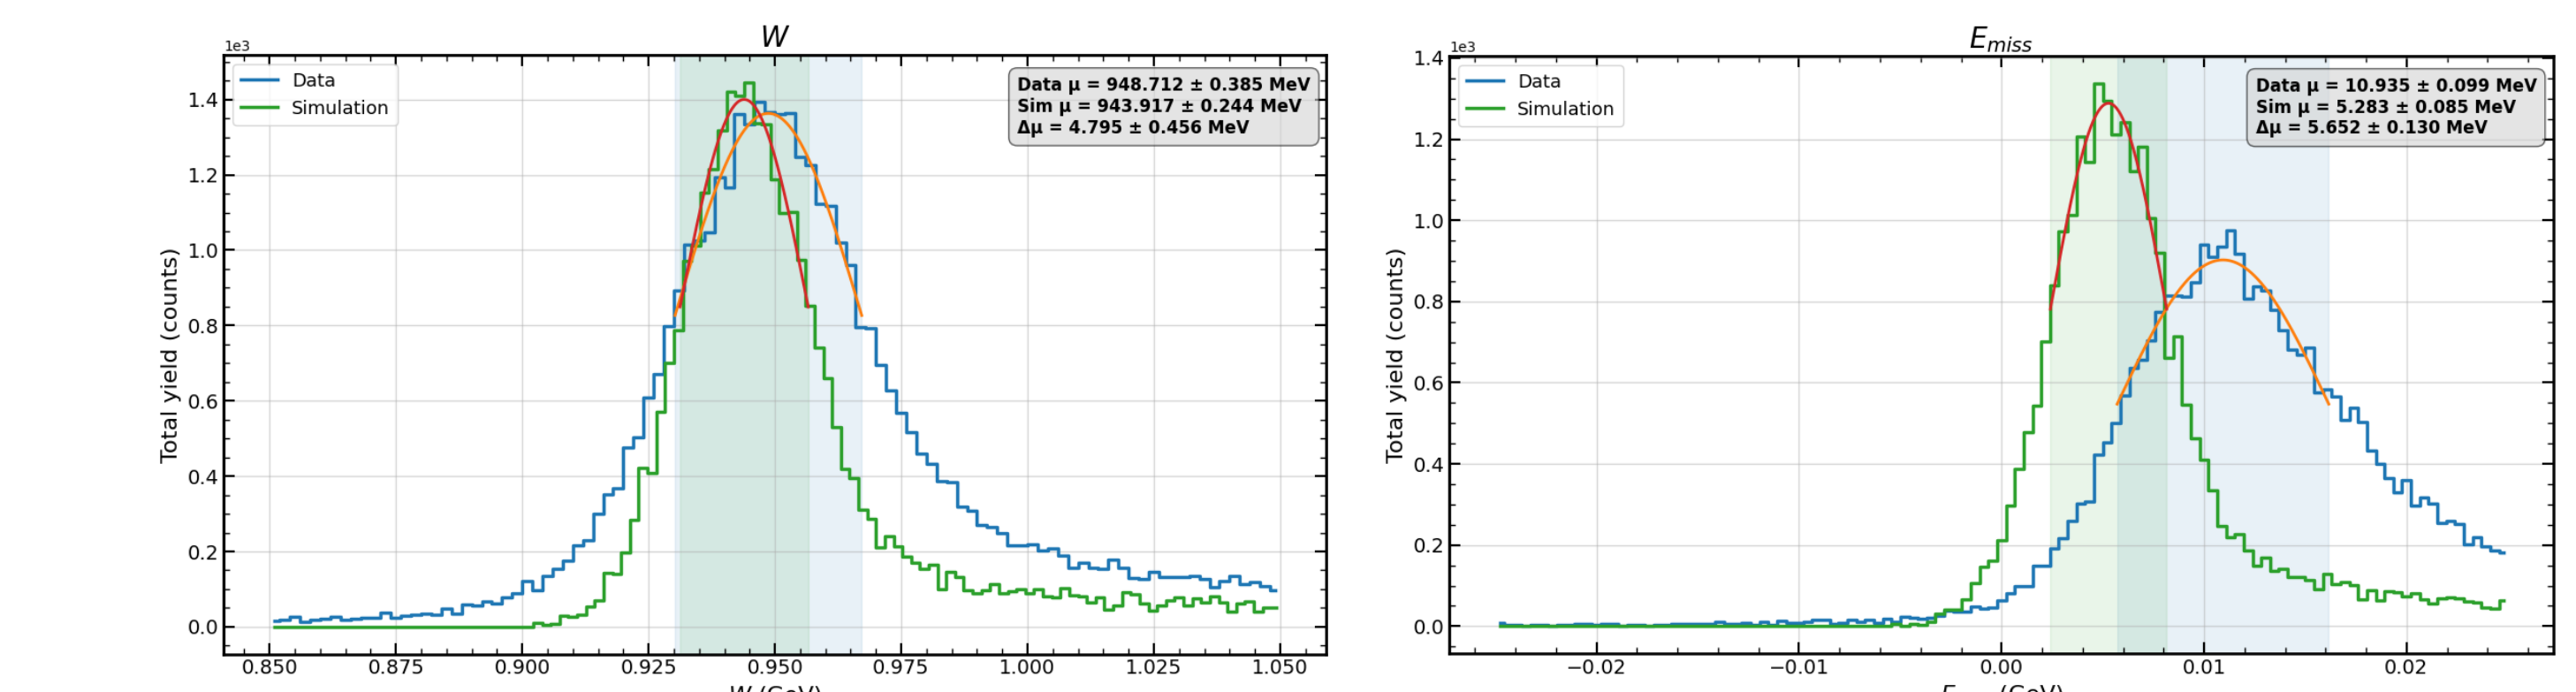 W
1e3
Data
Simulation
Data μ = 948.712 ± 0.385 MeV
Sim μ = 943.917 ± 0.244 MeV
Δμ = 4.795 ± 0.456 MeV
Total yield (counts)
1.4
1.2
1.0
0.8
0.6
0.4
0.2
0.0
0.850 0.875 0.900 0.925 0.950 0.975 1.000 1.025 1.050
W (GeV)
E_miss
1e3
Data
Simulation
Data μ = 10.935 ± 0.099 MeV
Sim μ = 5.283 ± 0.085 MeV
Δμ = 5.652 ± 0.130 MeV
Total yield (counts)
1.4
1.2
1.0
0.8
0.6
0.4
0.2
0.0
−0.02 −0.01 0.00 0.01 0.02
(GeV)